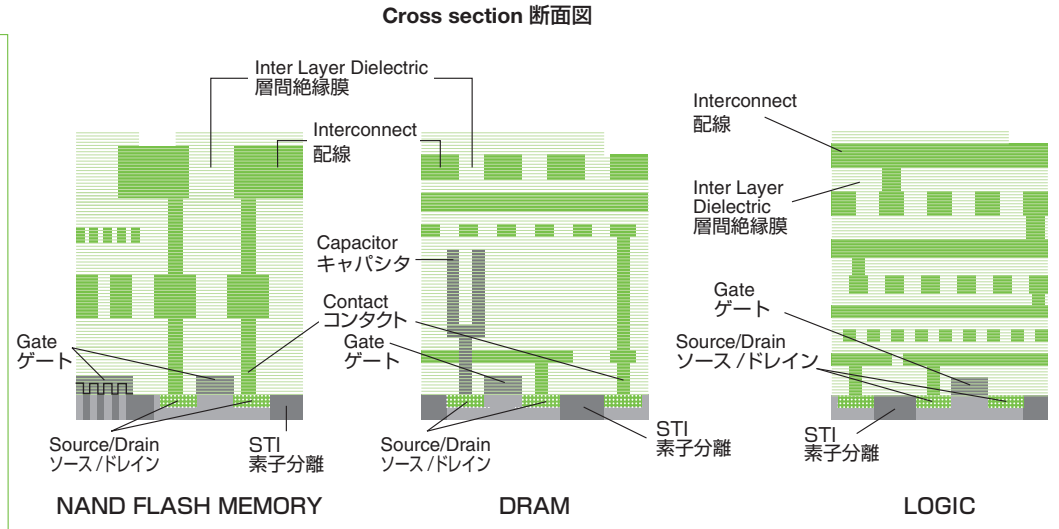 Cross section 断面図
Inter Layer Dielectric
層間絶縁膜
Interconnect
配線
Gate
ゲート
Source/Drain
ソース/ドレイン
STI
素子分離
NAND FLASH MEMORY
Capacitor
キャパシタ
Contact
コンタクト
Gate
ゲート
Source/Drain
ソース/ドレイン
STI
素子分離
DRAM
Interconnect
配線
Inter Layer
Dielectric
層間絶縁膜
Gate
ゲート
Source/Drain
ソース/ドレイン
STI
素子分離
LOGIC